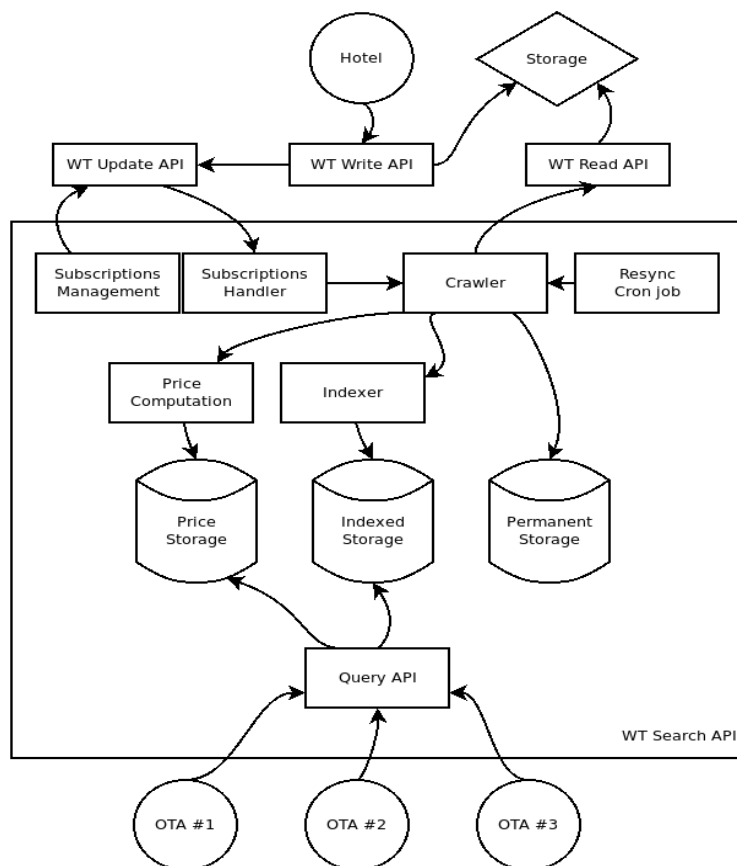 Hotel
Storage
WT Update API
WT Write API
WT Read API
Subscriptions
Management
Subscriptions
Handler
Crawler
Resync
Cron job
Price
Computation
Indexer
Price
Storage
Indexed
Storage
Permanent
Storage
Query API
WT Search API
OTA #1
OTA #2
OTA #3